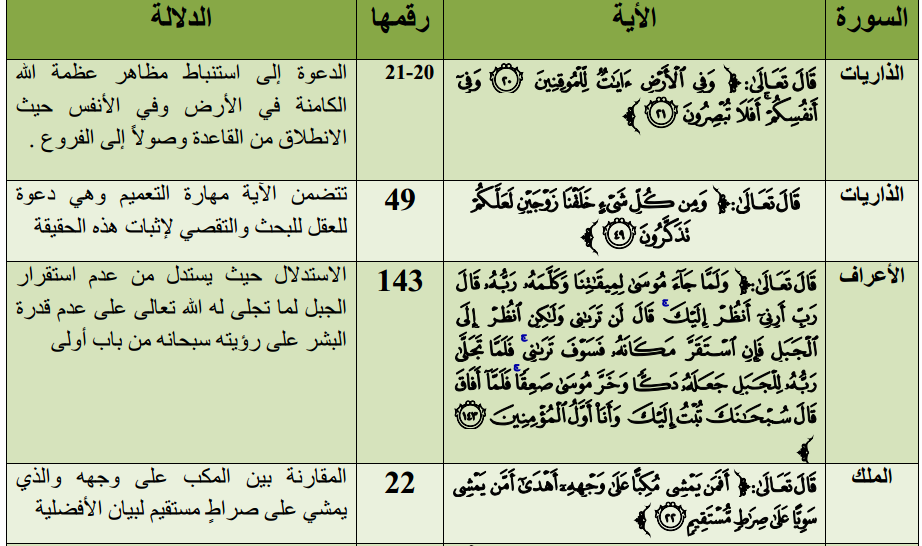 السورة الأية رقمها الدلالة
الذاريات
قَالَ تَعَالَىٰ: ﴿ وَفِي ٱلۡأَرۡضِ ءَايَٰتٞ لِّلۡمُوقِنِينَ ٢٠ وَفِيٓ
أَنفُسِكُمۡۚ أَفَلَا تُبۡصِرُونَ ٢١ ﴾
21-20
الدعوة إلى استنباط مظاهر عظمة الله
الكامنة في الأرض وفي الأنفس حيث
الانطلاق من القاعدة وصولاً إلى الفروع .
الذاريات
قَالَ تَعَالَىٰ: ﴿ وَمِن كُلِّ شَيۡءٍ خَلَقۡنَا زَوۡجَيۡنِ لَعَلَّكُمۡ
تَذَكَّرُونَ ٤٩ ﴾
49
تتضمن الآية مهارة التعميم وهي دعوة
للعقل للبحث والتقصي لإثبات هذه الحقيقة
الأعراف
قَالَ تَعَالَىٰ: ﴿ وَلَمَّا جَآءَ مُوسَىٰ لِمِيقَٰتِنَا وَكَلَّمَهُۥ رَبُّهُۥ قَالَ
رَبِّ أَرِنِيٓ أَنظُرۡ إِلَيۡكَۚ قَالَ لَن تَرَىٰنِي وَلَٰكِنِ ٱنظُرۡ إِلَى
ٱلۡجَبَلِ فَإِنِ ٱسۡتَقَرَّ مَكَانَهُۥ فَسَوۡفَ تَرَىٰنِيۚ فَلَمَّا تَجَلَّىٰ
رَبُّهُۥ لِلۡجَبَلِ جَعَلَهُۥ دَكّٗا وَخَرَّ مُوسَىٰ صَعِقٗاۚ فَلَمَّآ أَفَاقَ
قَالَ سُبۡحَٰنَكَ تُبۡتُ إِلَيۡكَ وَأَنَا۠ أَوَّلُ ٱلۡمُؤۡمِنِينَ ١٤٣
﴾
143
الاستدلال حيث يستدل من عدم استقرار
الجبل لما تجلى له الله تعالى على عدم قدرة
البشر على رؤيته سبحانه من باب أولى
الملك
قَالَ تَعَالَىٰ: ﴿ أَفَمَن يَمۡشِي مُكِبًّا عَلَىٰ وَجۡهِهِۦٓ أَهۡدَىٰٓ أَمَّن يَمۡشِي
سَوِيًّا عَلَىٰ صِرَٰطٖ مُّسۡتَقِيمٖ ٢٢ ﴾
22
المقارنة بين المكب على وجهه والذي
يمشي على صراطٍ مستقيم لبيان الأفضلية